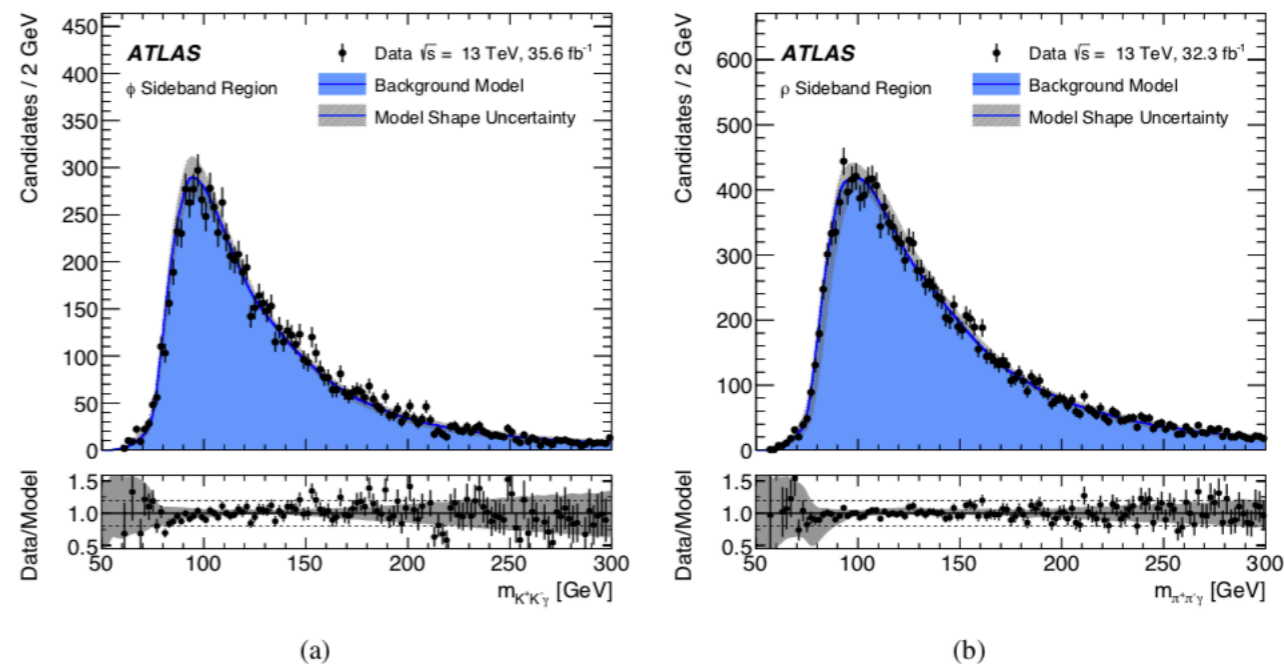 Candidates / 2 GeV
450
400
350
300
250
200
150
100
50
0
ATLAS
ϕ Sideband Region
Data √s = 13 TeV, 35.6 fb⁻¹
Background Model
Model Shape Uncertainty
Data/Model
1.5
1.0
0.5
50 100 150 200 250 300
m_{K⁺K⁻γ} [GeV]
(a)
Candidates / 2 GeV
600
500
400
300
200
100
0
ATLAS
ρ Sideband Region
Data √s = 13 TeV, 32.3 fb⁻¹
Background Model
Model Shape Uncertainty
Data/Model
1.5
1.0
0.5
50 100 150 200 250 300
m_{π⁺π⁻γ} [GeV]
(b)